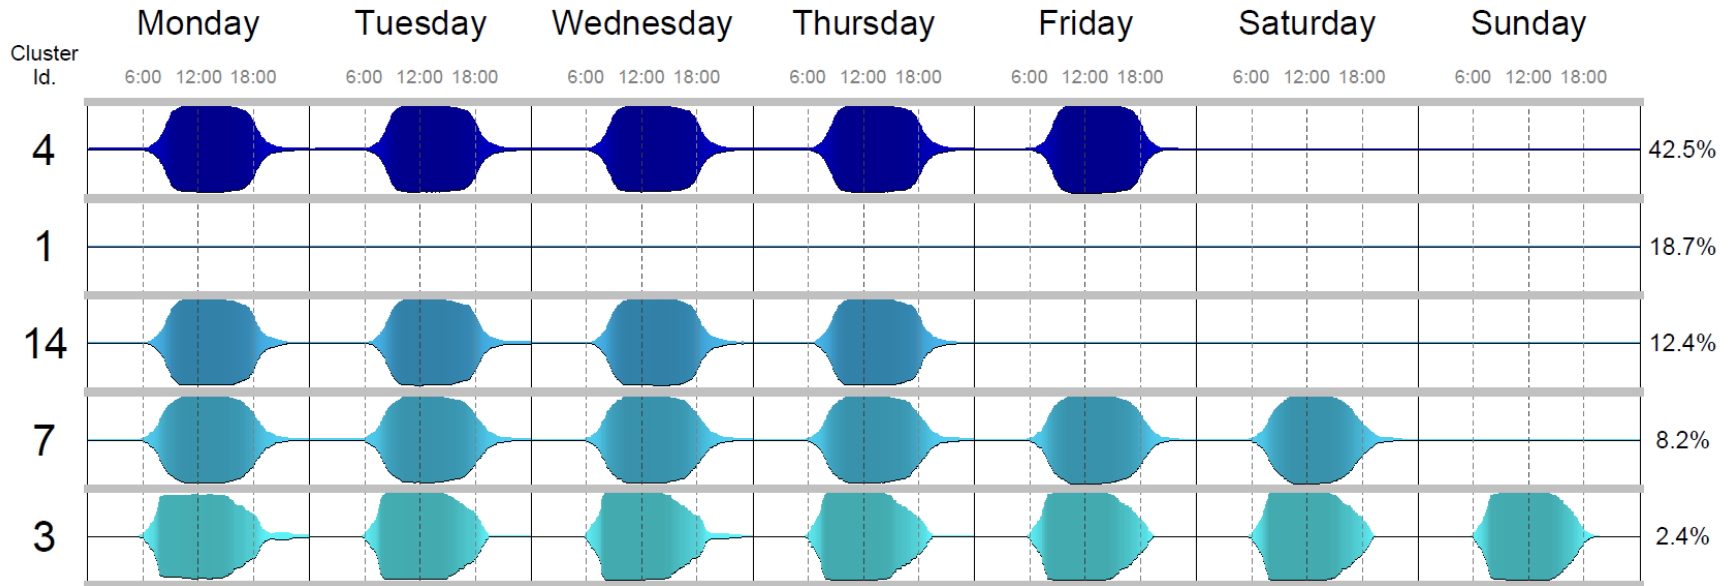 Monday Tuesday Wednesday Thursday Friday Saturday Sunday
Cluster
Id.
6:00 12:00 18:00 6:00 12:00 18:00 6:00 12:00 18:00 6:00 12:00 18:00 6:00 12:00 18:00 6:00 12:00 18:00 6:00 12:00 18:00
4 42.5%
1 18.7%
14 12.4%
7 8.2%
3 2.4%